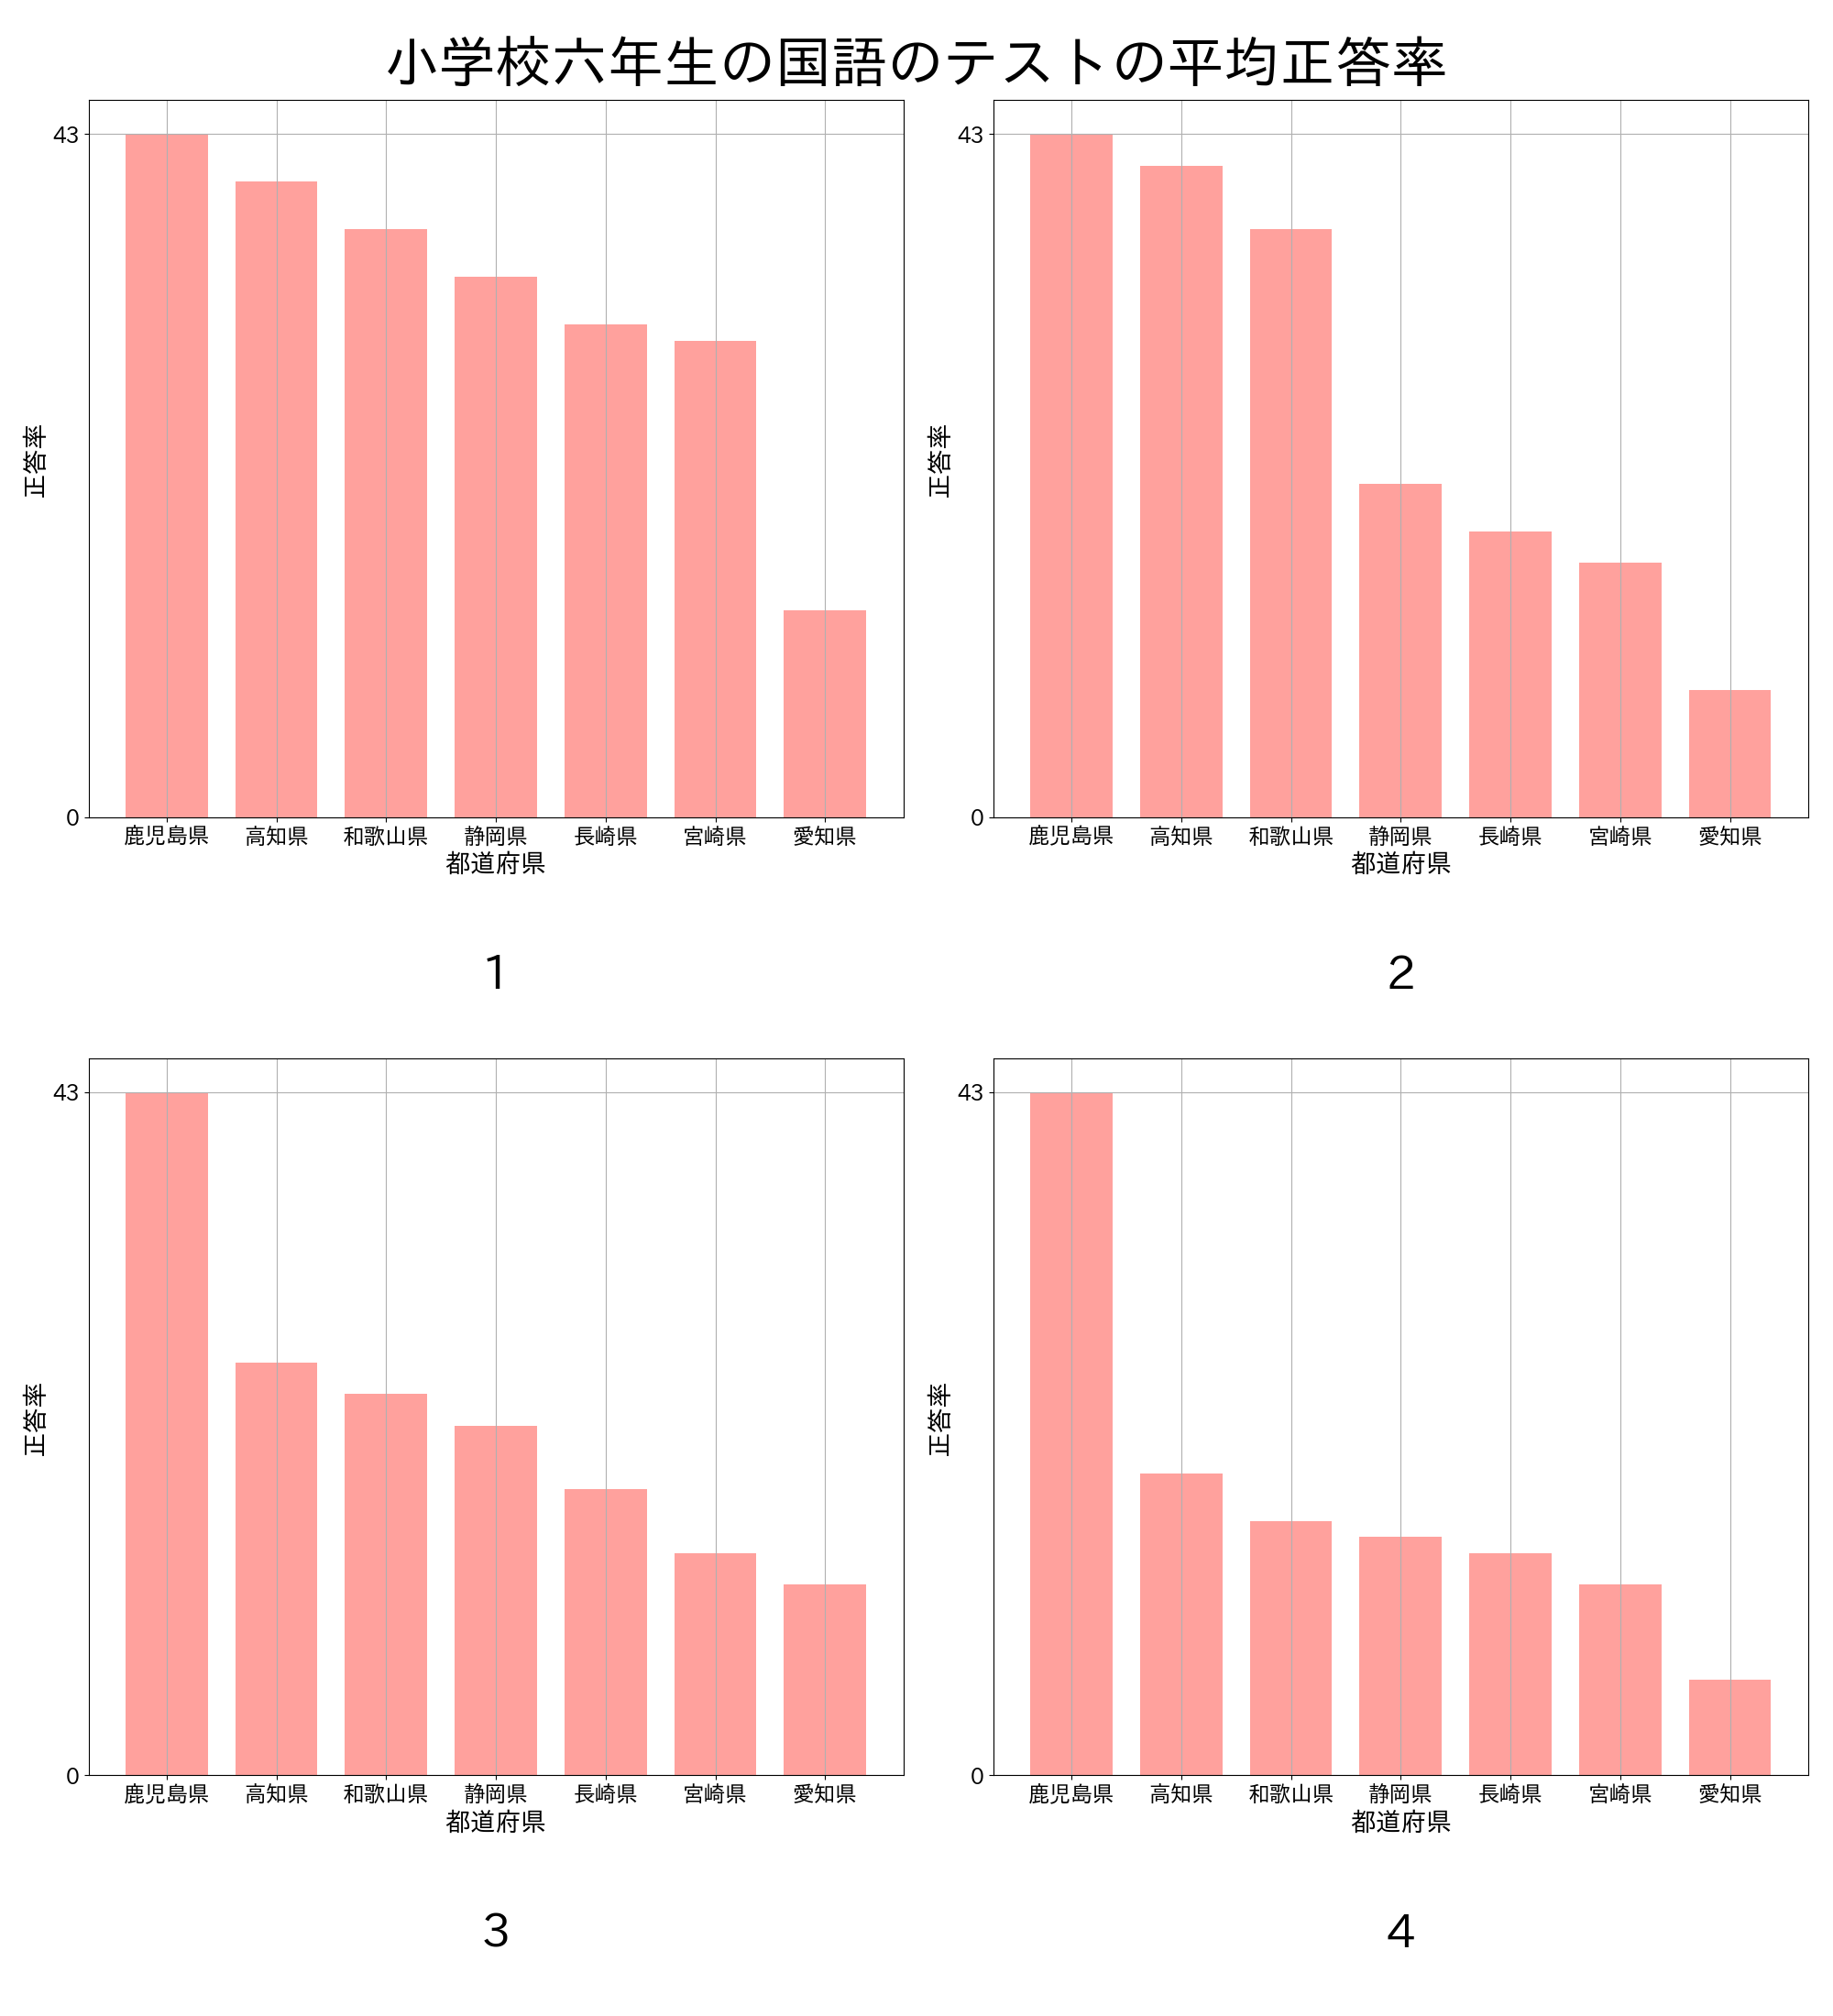 小学校六年生の国語のテストの平均正答率
43
0
正答率
鹿児島県 高知県 和歌山県 静岡県 長崎県 宮崎県 愛知県
都道府県
1
43
0
正答率
鹿児島県 高知県 和歌山県 静岡県 長崎県 宮崎県 愛知県
都道府県
2
43
0
正答率
鹿児島県 高知県 和歌山県 静岡県 長崎県 宮崎県 愛知県
都道府県
3
43
0
正答率
鹿児島県 高知県 和歌山県 静岡県 長崎県 宮崎県 愛知県
都道府県
4